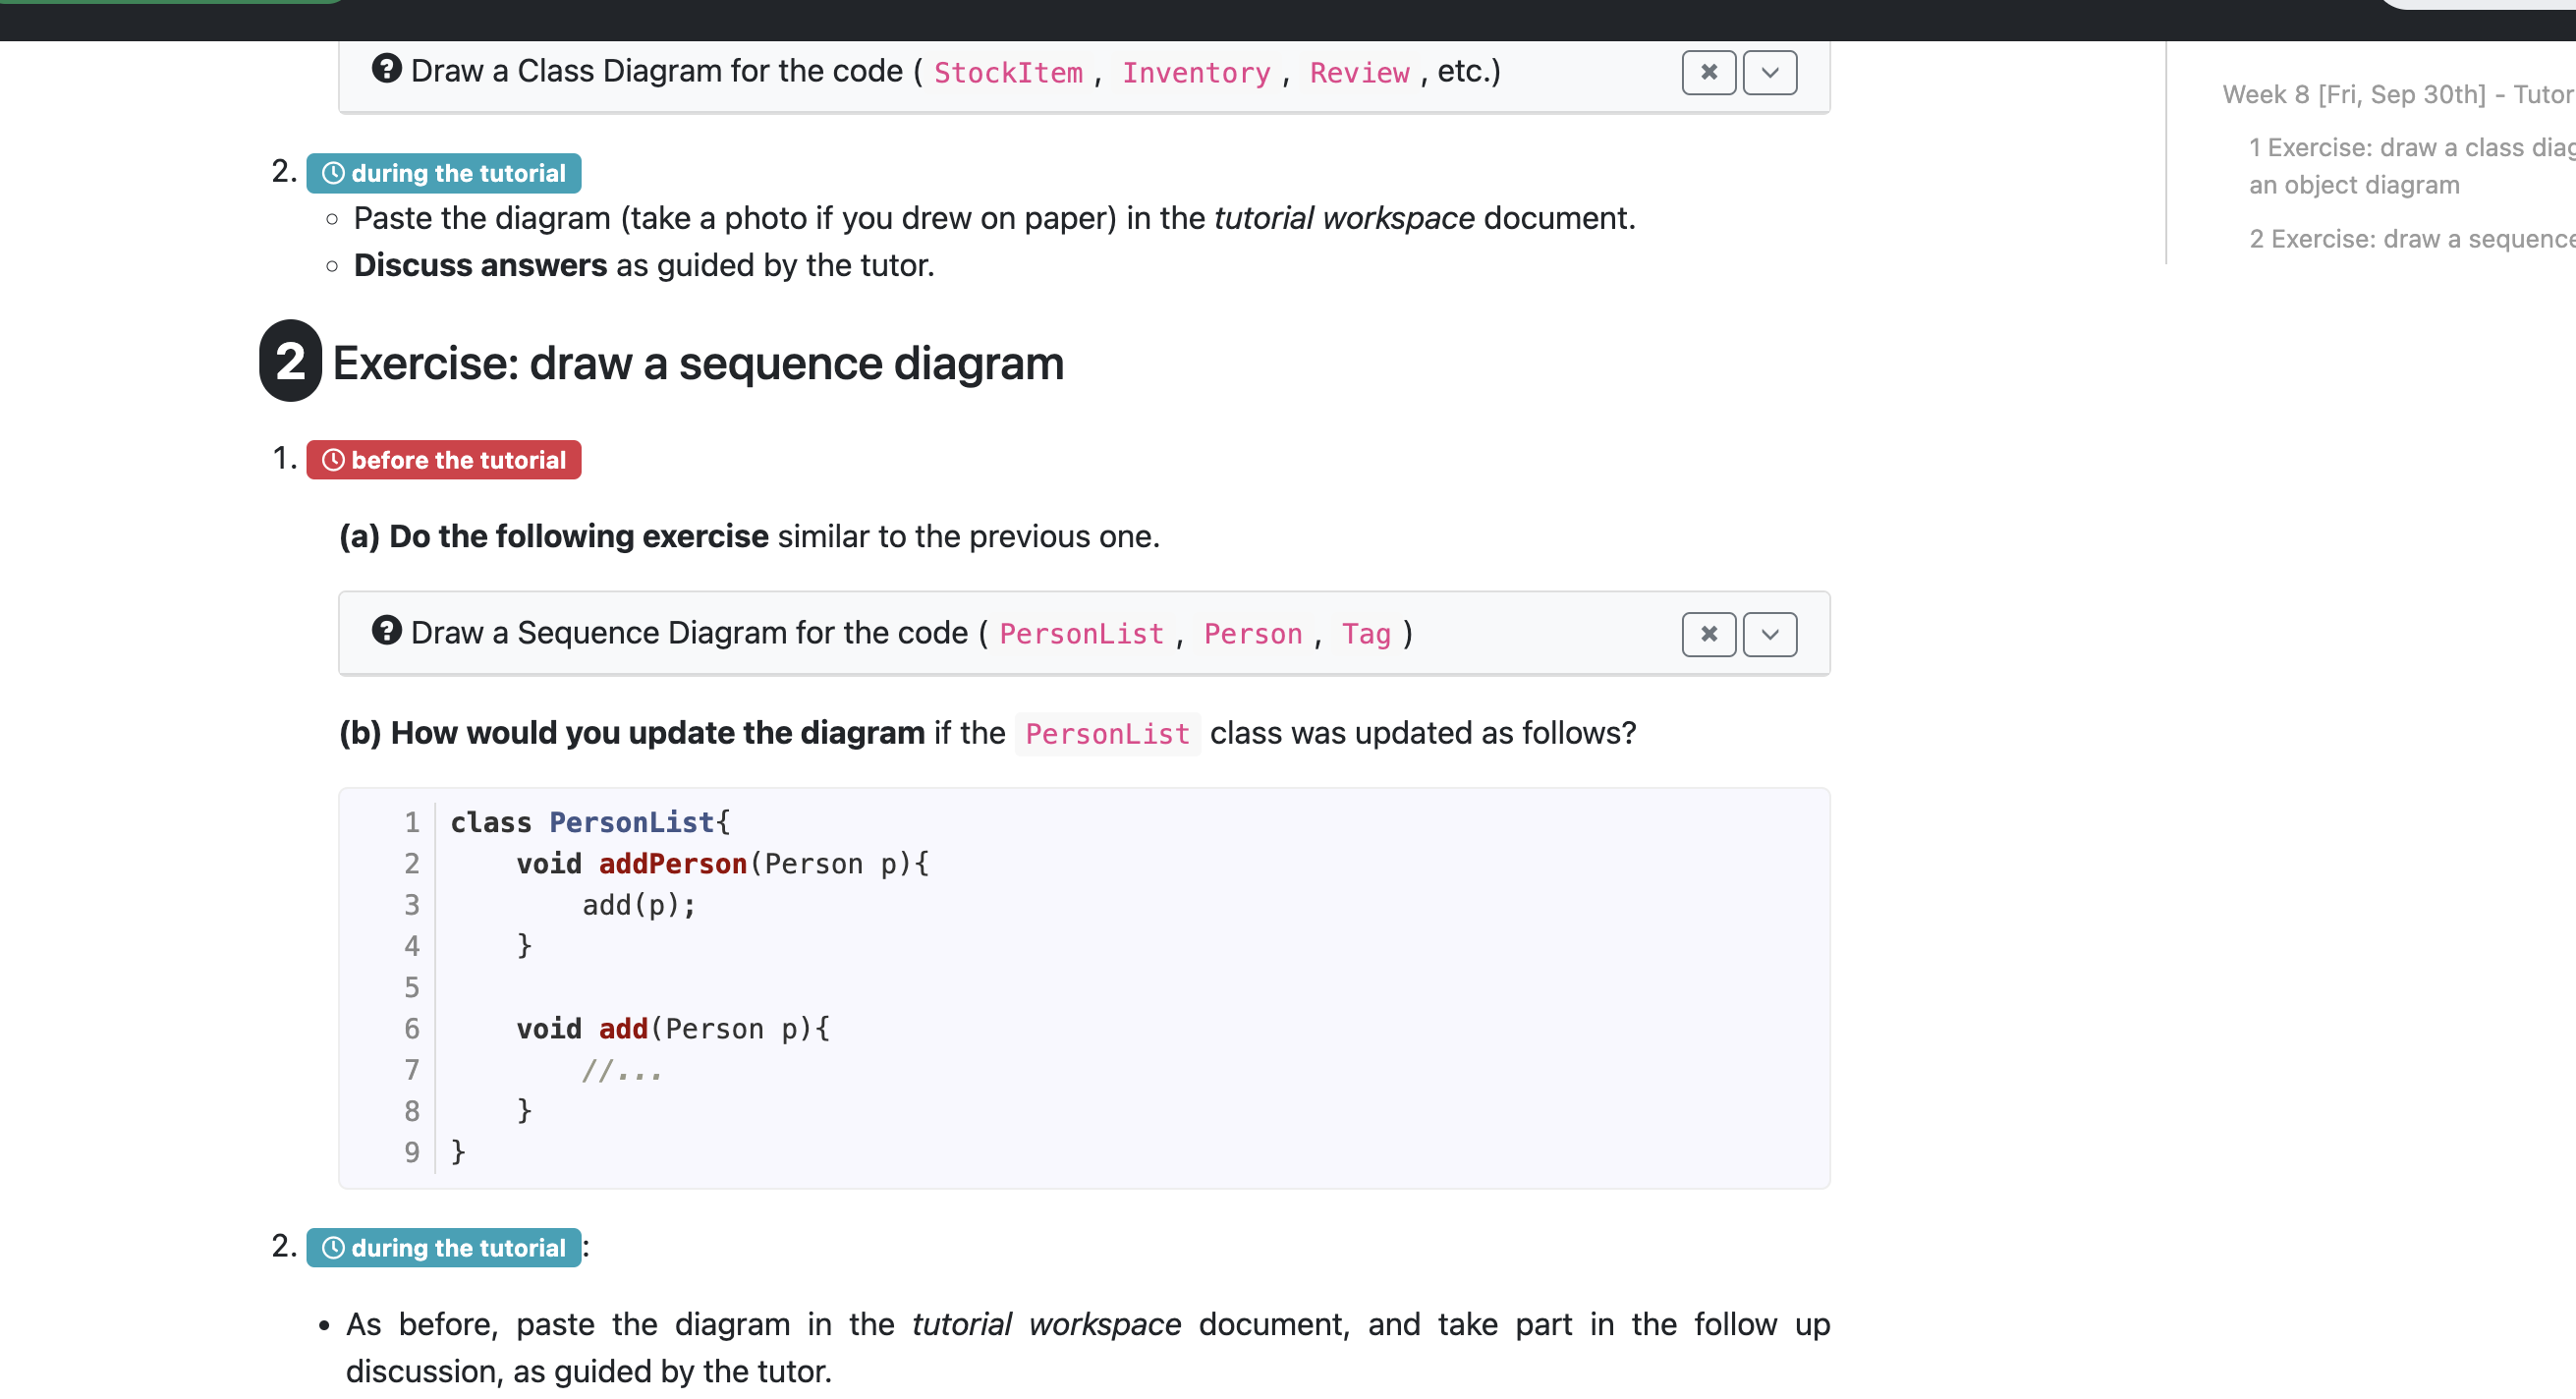 Draw a Class Diagram for the code ( StockItem , Inventory , Review , etc.)
2. during the tutorial
Paste the diagram (take a photo if you drew on paper) in the tutorial workspace document.
Discuss answers as guided by the tutor.
2 Exercise: draw a sequence diagram
1. before the tutorial
(a) Do the following exercise similar to the previous one.
Draw a Sequence Diagram for the code ( PersonList , Person , Tag )
(b) How would you update the diagram if the PersonList class was updated as follows?
1 class PersonList{
2 void addPerson(Person p){
3 add(p);
4 }
5
6 void add(Person p){
7 //...
8 }
9 }
2. during the tutorial :
As before, paste the diagram in the tutorial workspace document, and take part in the follow up
discussion, as guided by the tutor.
Week 8 [Fri, Sep 30th] - Tutor
1 Exercise: draw a class diag
an object diagram
2 Exercise: draw a sequence